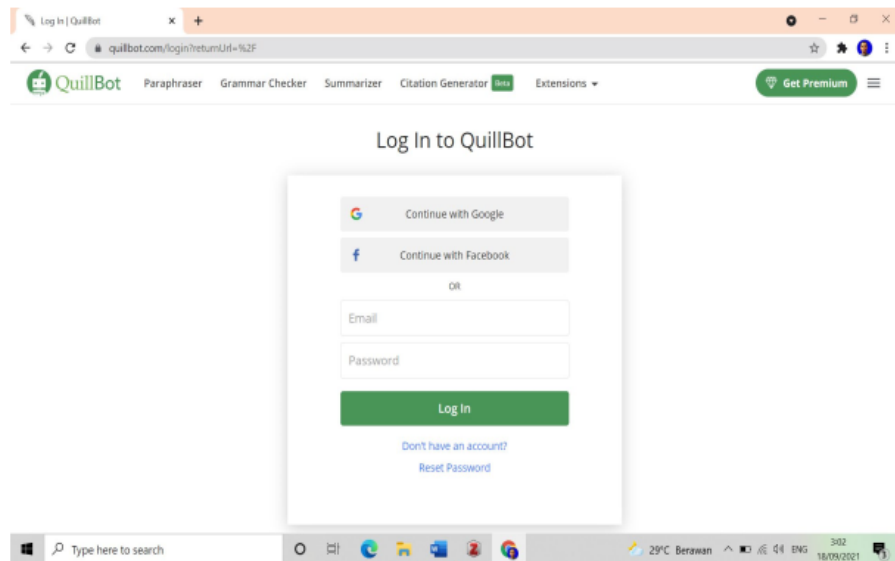 Log In | QuillBot
quillbot.com/login?returnUrl=%2F
QuillBot Paraphraser Grammar Checker Summarizer Citation Generator Beta Extensions Get Premium
Log In to QuillBot
Continue with Google
Continue with Facebook
OR
Email
Password
Log In
Don't have an account?
Reset Password
Type here to search 29°C Berawan ENG 3:02
18/09/2021